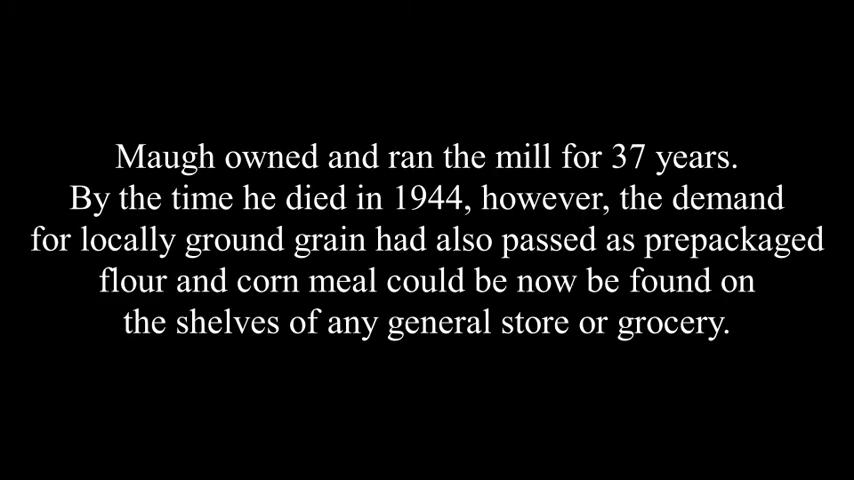 Maugh owned and ran the mill for 37 years.
By the time he died in 1944, however, the demand
for locally ground grain had also passed as prepackaged
flour and corn meal could be now be found on
the shelves of any general store or grocery.